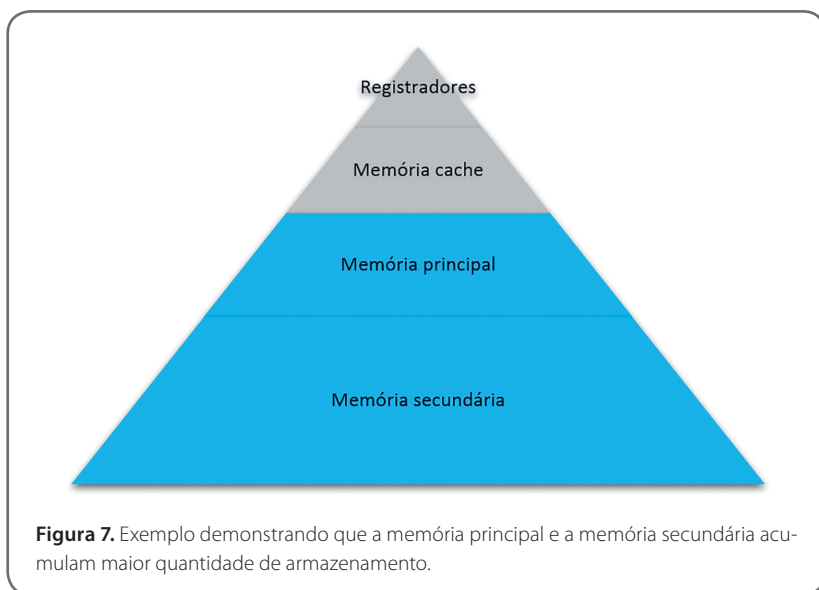 Registradores
Memória cache
Memória principal
Memória secundária
Figura 7. Exemplo demonstrando que a memória principal e a memória secundária acu-
mulam maior quantidade de armazenamento.